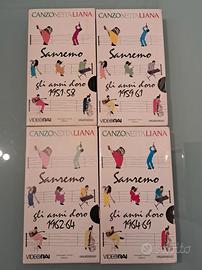 CANZONEITALIANA
Sanremo
gli anni d'oro
1951-58
VIDEORAI
CANZONEITALIANA
Sanremo
gli anni d'oro
1959-61
VIDEORAI
CANZONEITALIANA
Sanremo
gli anni d'oro
1962-64
VIDEORAI
CANZONEITALIANA
Sanremo
gli anni d'oro
1964-69
VIDEORAI
subito